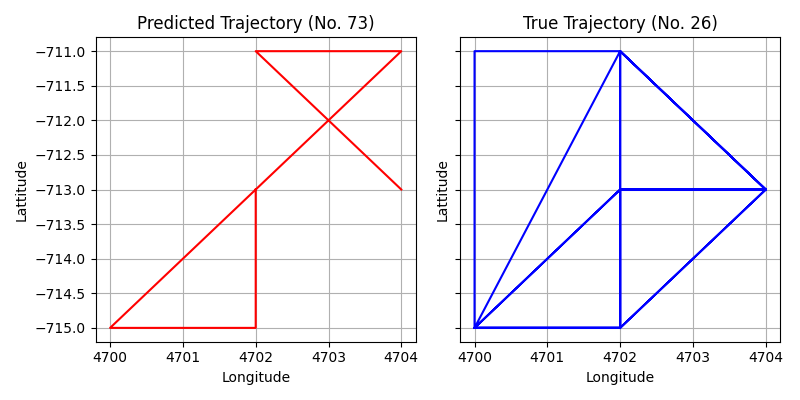 Predicted Trajectory (No. 73)
True Trajectory (No. 26)
−711.0
−711.5
−712.0
−712.5
−713.0
−713.5
−714.0
−714.5
−715.0
Lattitude
Lattitude
4700 4701 4702 4703 4704
4700 4701 4702 4703 4704
Longitude
Longitude